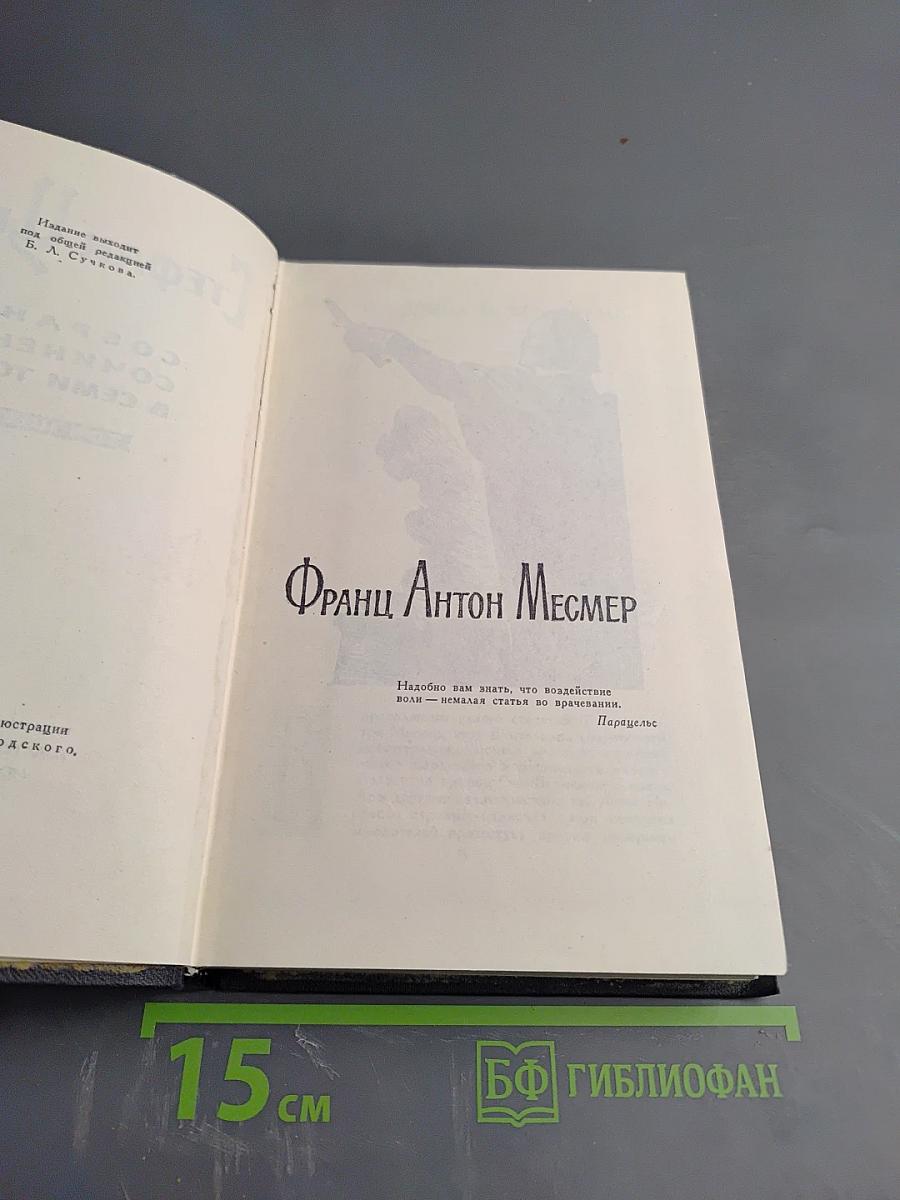 Издание выходит
под общей редакцией
Б. Л. Сучкова.
Франц Антон Месмер
Надобно вам знать, что воздействие
воли — немалая статья во врачевании.
Парацельс
15 см
БФ ГИБЛИОФАН